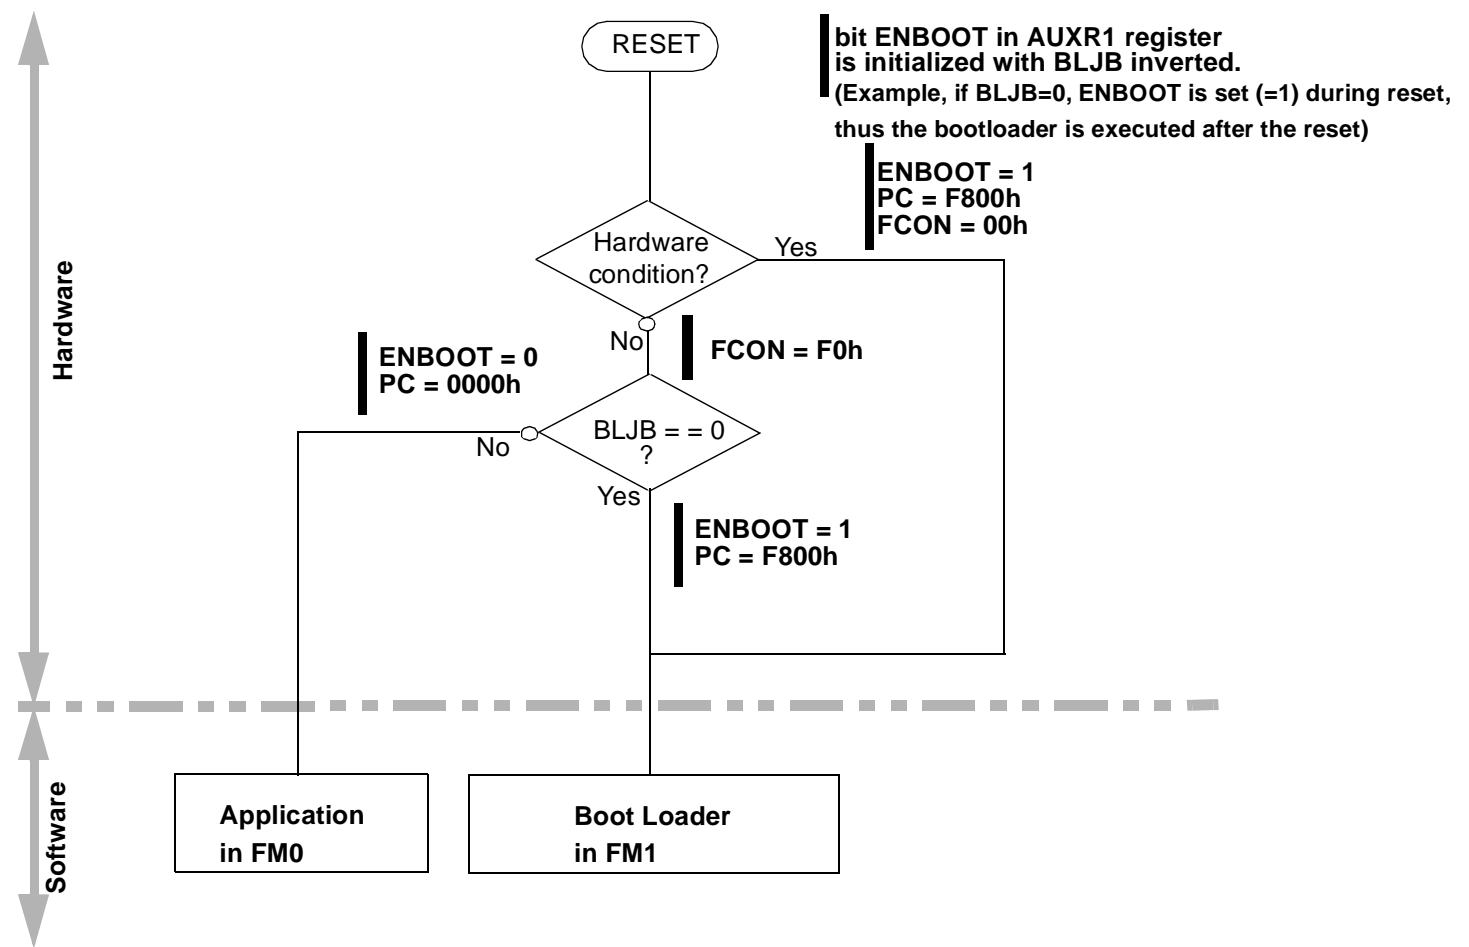 RESET
bit ENBOOT in AUXR1 register
is initialized with BLJB inverted.
(Example, if BLJB=0, ENBOOT is set (=1) during reset,
thus the bootloader is executed after the reset)
ENBOOT = 1
PC = F800h
FCON = 00h
Hardware
condition?
Yes
Hardware
No
FCON = F0h
ENBOOT = 0
PC = 0000h
BLJB = = 0
?
No
Yes
ENBOOT = 1
PC = F800h
Software
Application
in FM0
Boot Loader
in FM1